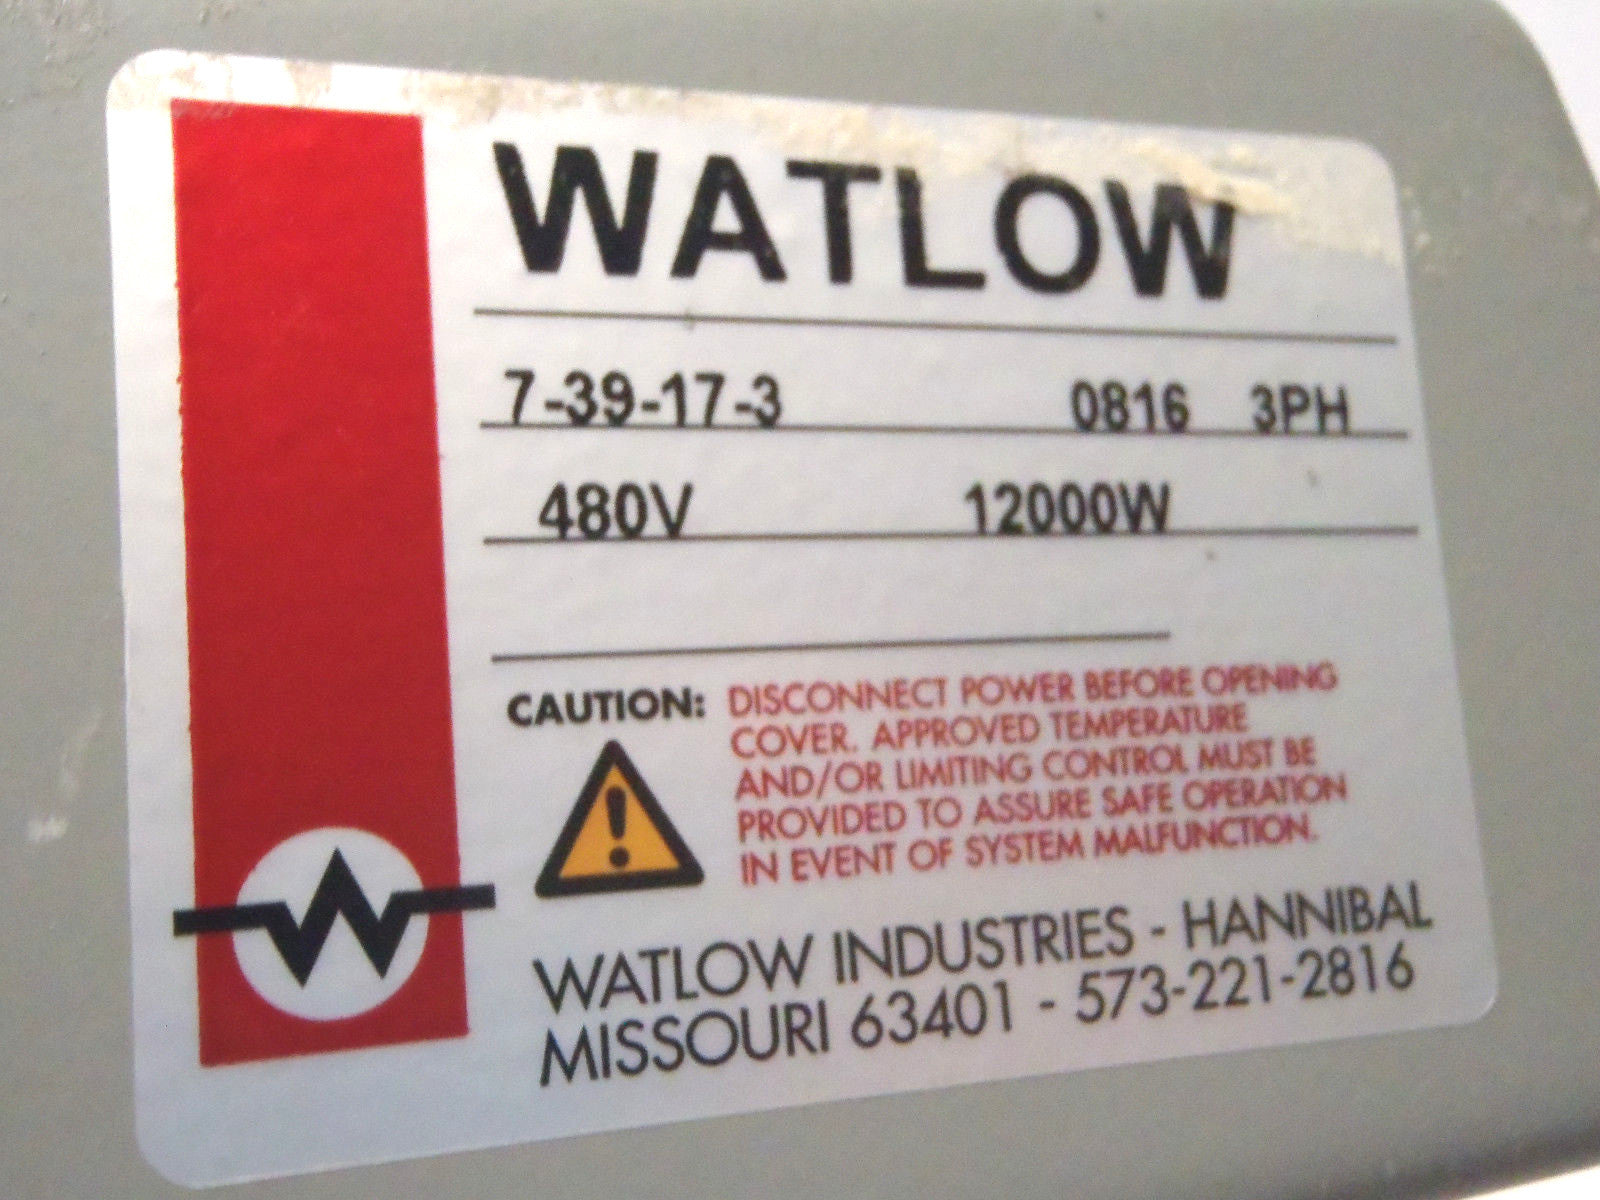 WATLOW
7-39-17-3 0816 3PH
480V 12000W
CAUTION: DISCONNECT POWER BEFORE OPENING
COVER. APPROVED TEMPERATURE
AND/OR LIMITING CONTROL MUST BE
PROVIDED TO ASSURE SAFE OPERATION
IN EVENT OF SYSTEM MALFUNCTION.
WATLOW INDUSTRIES - HANNIBAL
MISSOURI 63401 - 573-221-2816